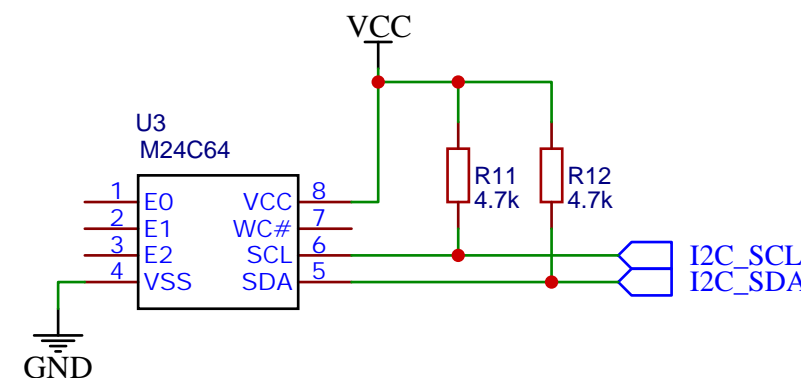 VCC
U3
M24C64
1 E0 VCC 8
2 E1 WC# 7
3 E2 SCL 6
4 VSS SDA 5
R11
4.7k
R12
4.7k
I2C_SCL
I2C_SDA
GND